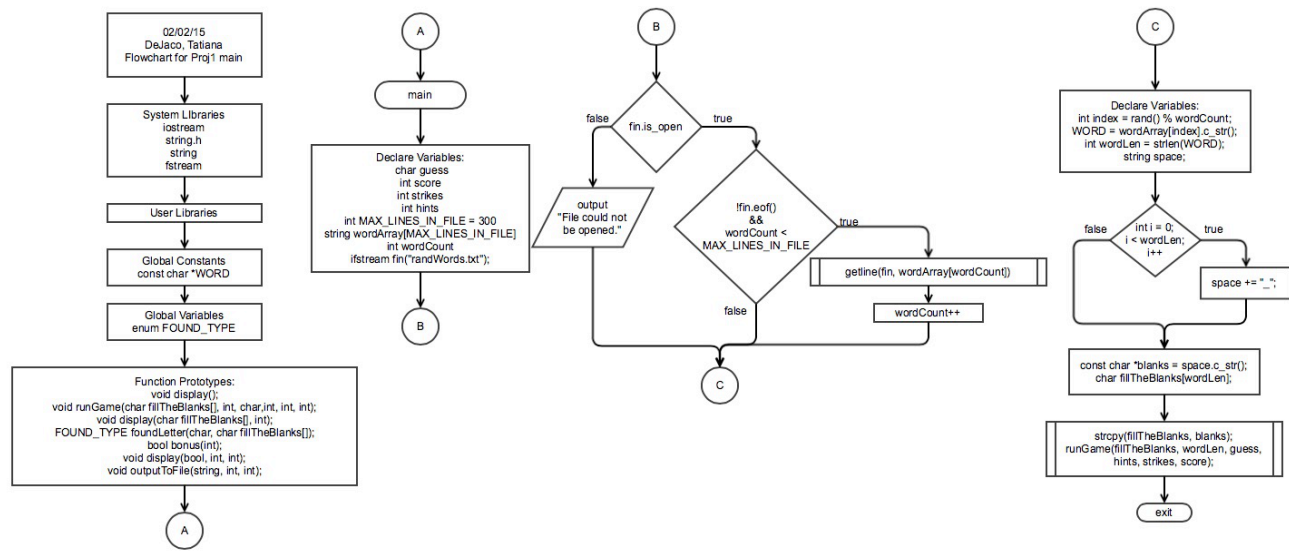 02/02/15
DeJaco, Tatiana
Flowchart for Proj1 main
System LIbraries
iostream
string.h
string
fstream
User Libraries
Global Constants
const char *WORD
Global Variables
enum FOUND_TYPE
Function Prototypes:
void display();
void runGame(char fillTheBlanks[], int, char,int, int, int);
void display(char fillTheBlanks[], int);
FOUND_TYPE foundLetter(char, char fillTheBlanks[]);
bool bonus(int);
void display(bool, int, int);
void outputToFile(string, int, int);
A
A
main
Declare Variables:
char guess
int score
int strikes
int hints
int MAX_LINES_IN_FILE = 300
string wordArray[MAX_LINES_IN_FILE]
int wordCount
ifstream fin("randWords.txt");
B
B
fin.is_open
false
true
output
"File could not
be opened."
!fin.eof()
&&
wordCount <
MAX_LINES_IN_FILE
true
false
getline(fin, wordArray[wordCount])
wordCount++
C
C
Declare Variables:
int index = rand() % wordCount;
WORD = wordArray[index].c_str();
int wordLen = strlen(WORD);
string space;
int i = 0;
i < wordLen;
i++
false
true
space += "_";
const char *blanks = space.c_str();
char fillTheBlanks[wordLen];
strcpy(fillTheBlanks, blanks);
runGame(fillTheBlanks, wordLen, guess,
hints, strikes, score);
exit